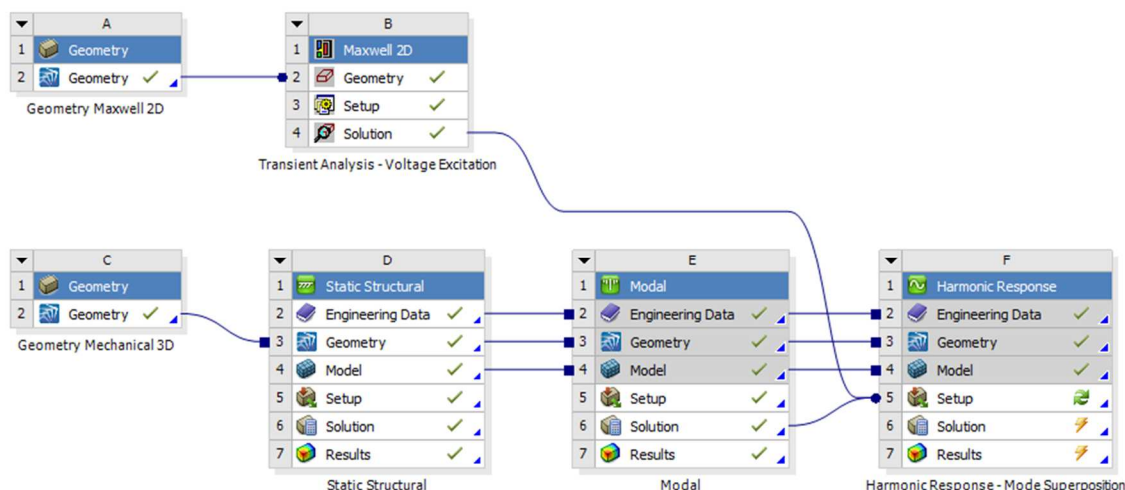 A
1 Geometry
2 Geometry
Geometry Maxwell 2D
B
1 Maxwell 2D
2 Geometry
3 Setup
4 Solution
Transient Analysis - Voltage Excitation
C
1 Geometry
2 Geometry
Geometry Mechanical 3D
D
1 Static Structural
2 Engineering Data
3 Geometry
4 Model
5 Setup
6 Solution
7 Results
Static Structural
E
1 Modal
2 Engineering Data
3 Geometry
4 Model
5 Setup
6 Solution
7 Results
Modal
F
1 Harmonic Response
2 Engineering Data
3 Geometry
4 Model
5 Setup
6 Solution
7 Results
Harmonic Response - Mode Superposition